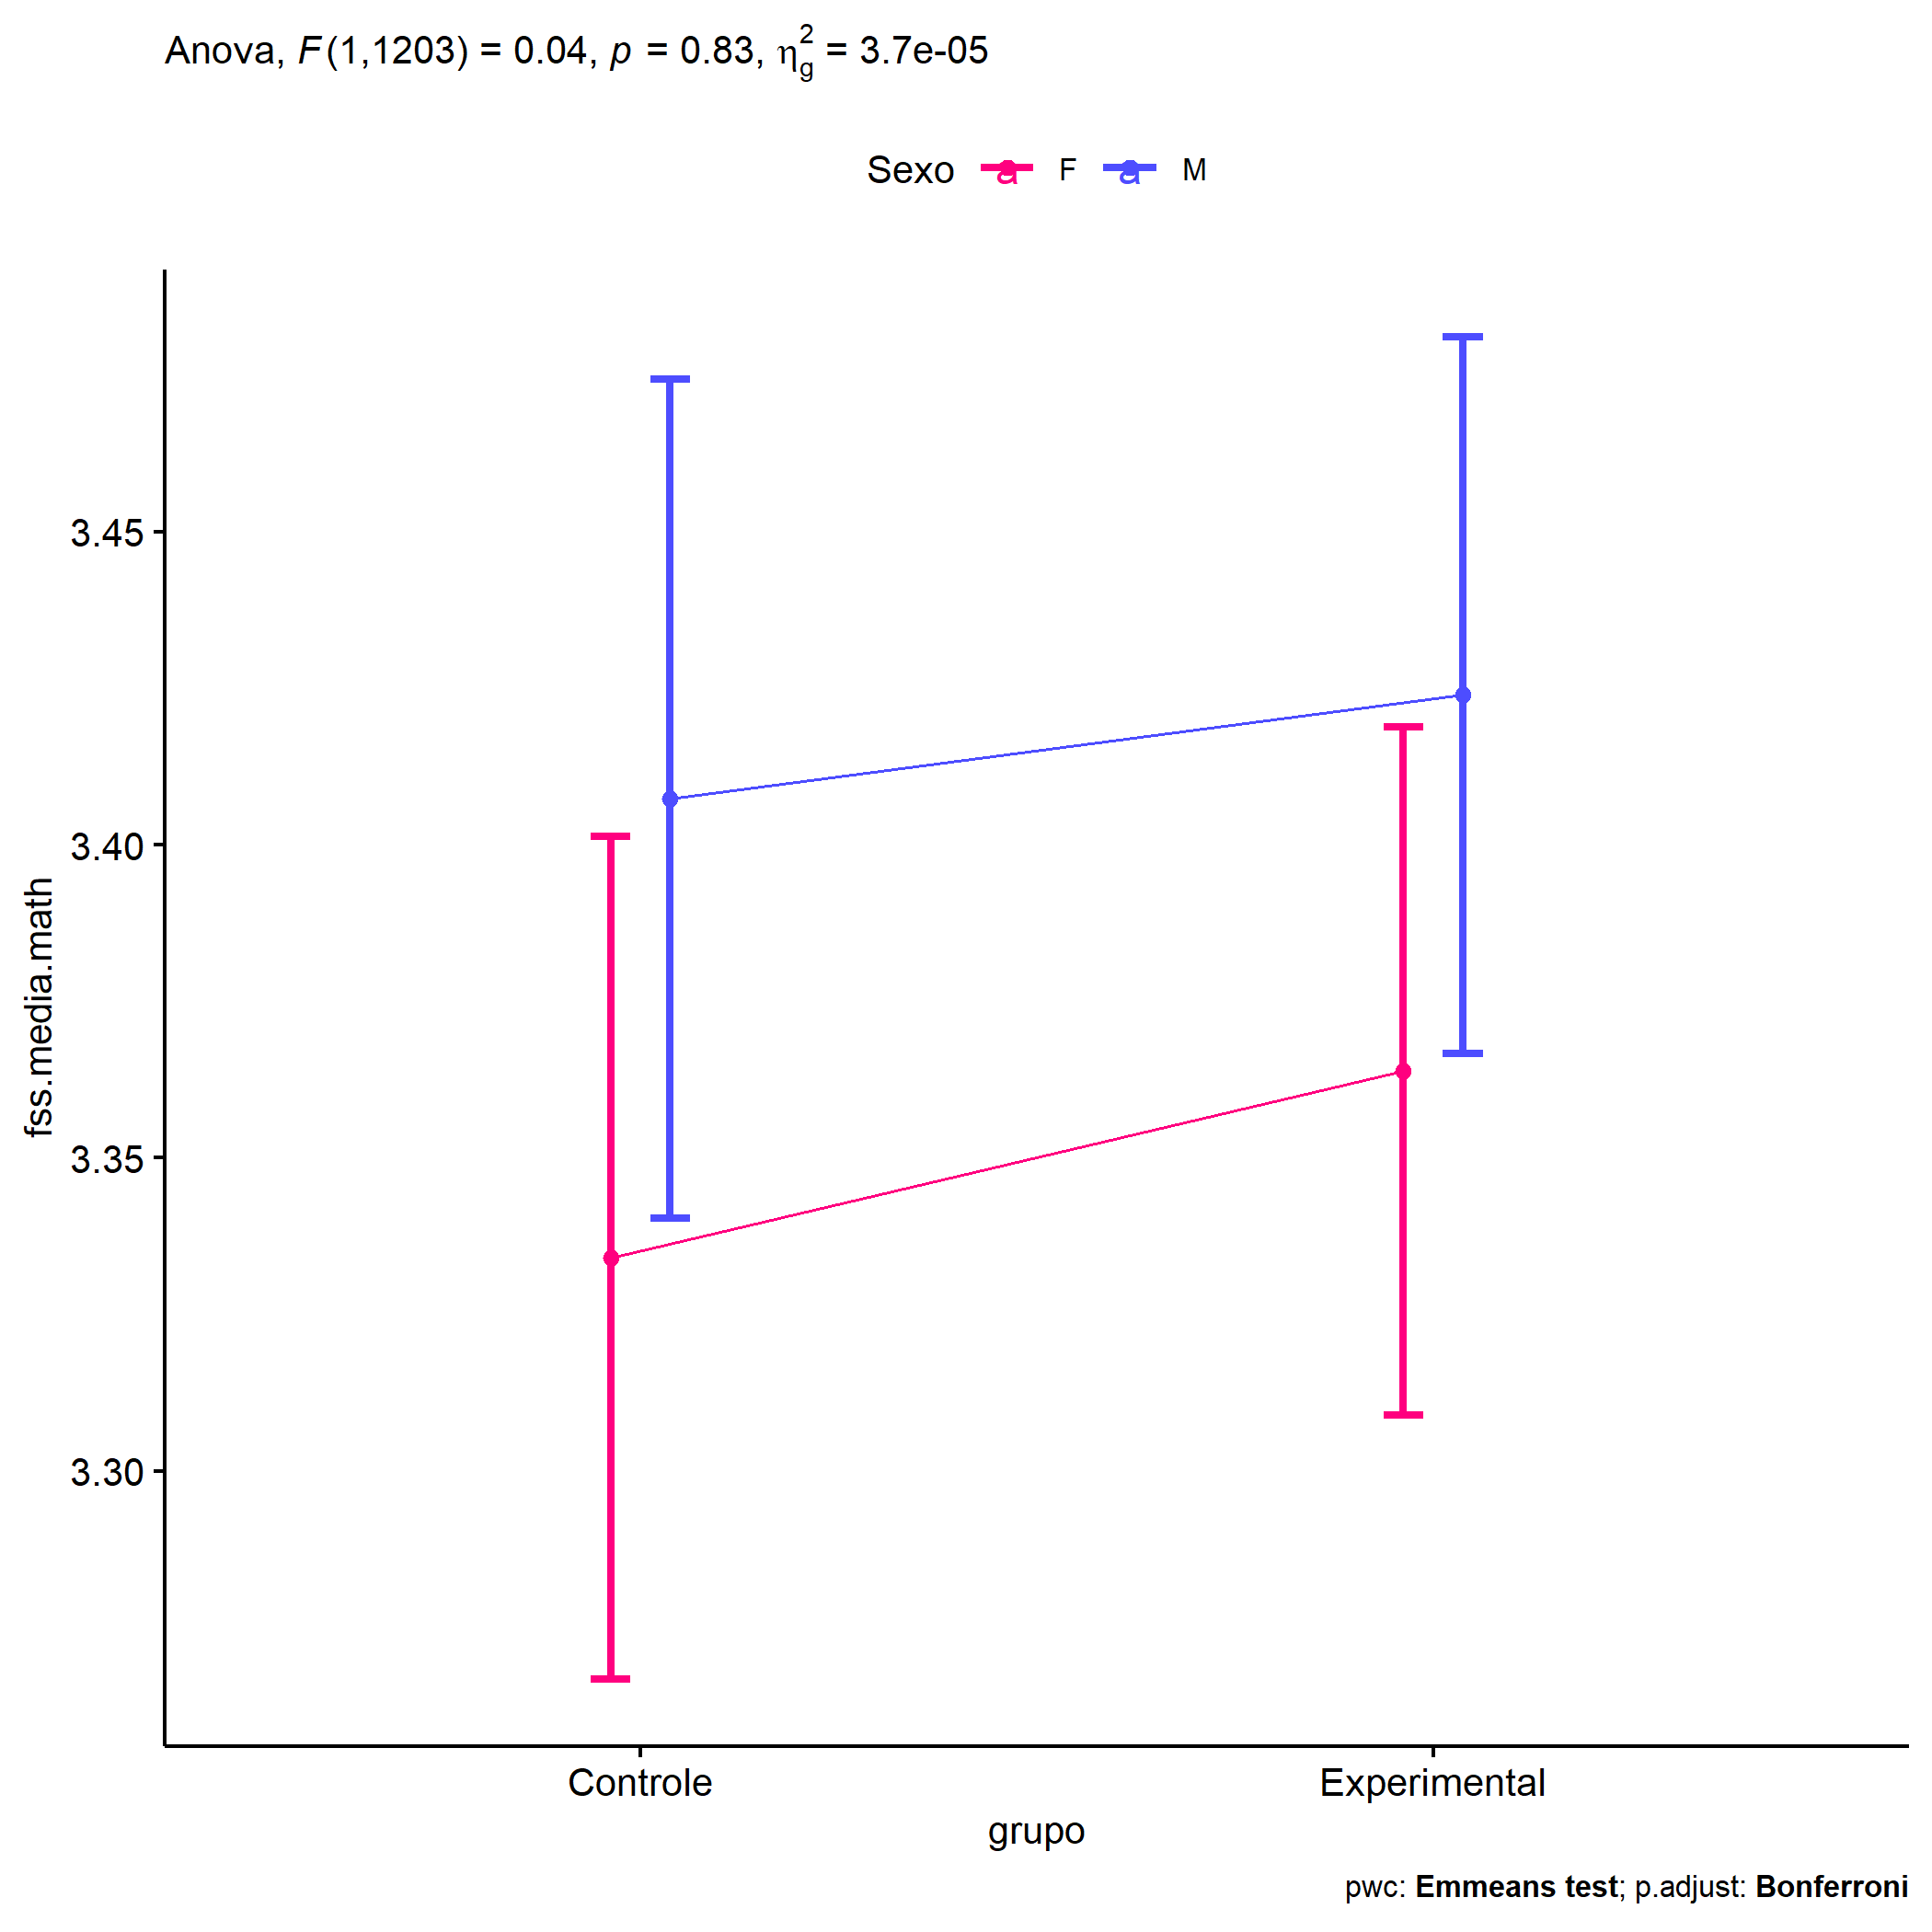 Anova, F(1,1203) = 0.04, p = 0.83, η²g = 3.7e-05
Sexo a F a M
3.45
3.40
3.35
3.30
fss.media.math
Controle Experimental
grupo
pwc: Emmeans test; p.adjust: Bonferroni